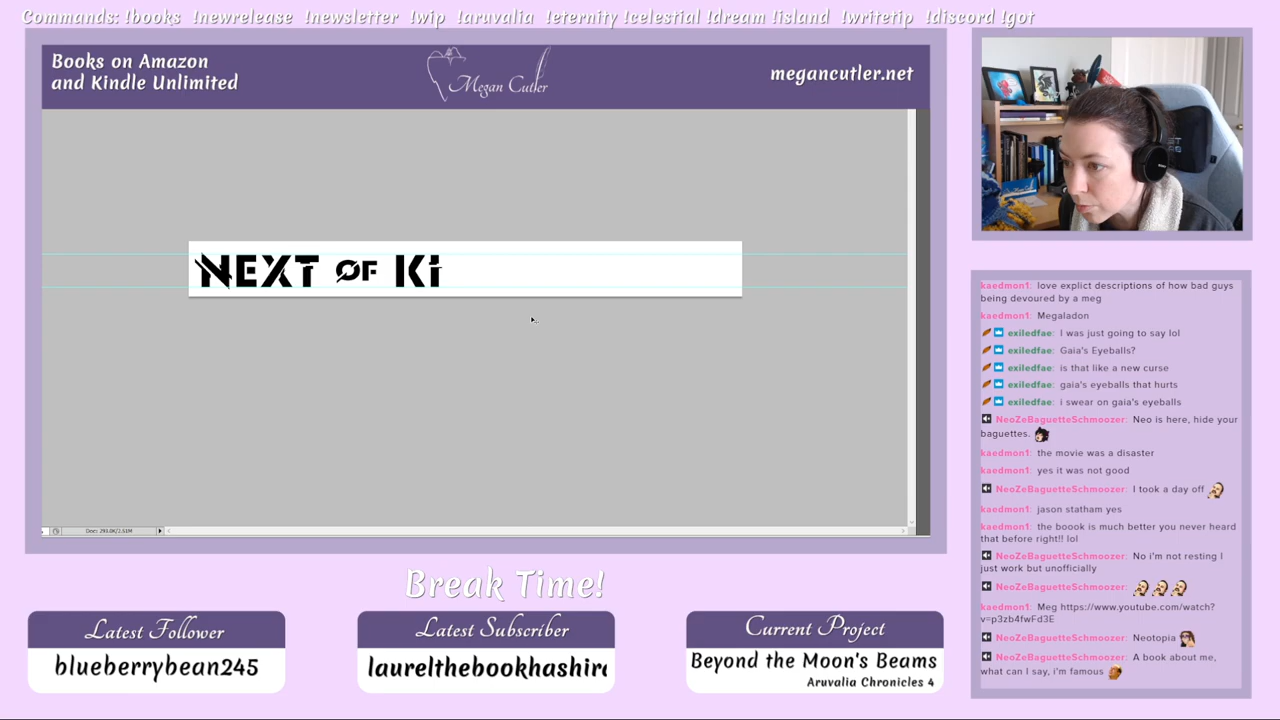 Commands: !books !newrelease !newsletter !wip !aruvalia !eternity !celestial !dream !island !writetip !discord !got
Books on Amazon
and Kindle Unlimited
Megan Cutler
megancutler.net
NEXT OF Ki
Break Time!
Latest Follower
blueberrybean245
Latest Subscriber
laurelthebookhashira
Current Project
Beyond the Moon's Beams
Aruvalia Chronicles 4
kaedmon1: love explict descriptions of how bad guys
being devoured by a meg
kaedmon1: Megaladon
exiledfae: I was just going to say lol
exiledfae: Gaia's Eyeballs?
exiledfae: is that like a new curse
exiledfae: gaia's eyeballs that hurts
exiledfae: i swear on gaia's eyeballs
NeoZeBaguetteSchmoozer: Neo is here, hide your
baguettes.
kaedmon1: the movie was a disaster
kaedmon1: yes it was not good
NeoZeBaguetteSchmoozer: I took a day off
kaedmon1: jason statham yes
kaedmon1: the boook is much better you never heard
that before right!! lol
NeoZeBaguetteSchmoozer: No i'm not resting I
just work but unofficially
NeoZeBaguetteSchmoozer:
kaedmon1: Meg https://www.youtube.com/watch?
v=p3zb4fwFd3E
NeoZeBaguetteSchmoozer: Neotopia
NeoZeBaguetteSchmoozer: A book about me,
what can I say, i'm famous